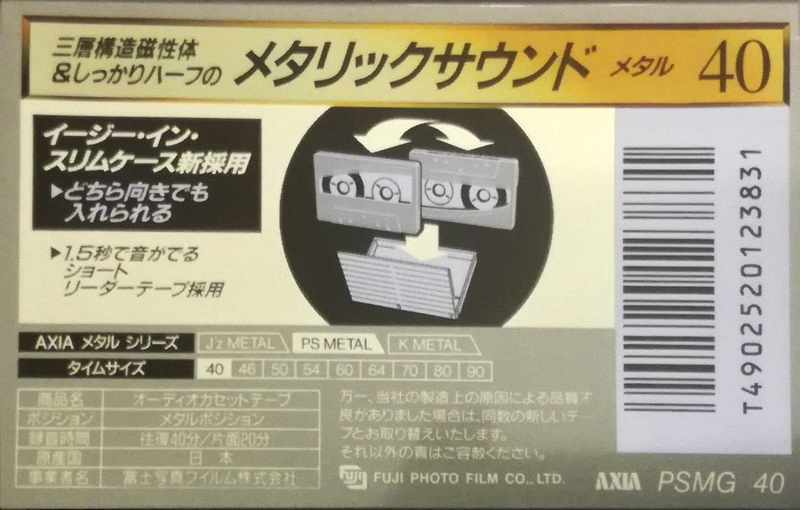 三層構造磁性体
&しっかりハーフの
メタリックサウンド メタル 40
イージー・イン・
スリムケース新採用
▶どちら向きでも
入れられる
▶1.5秒で音がでる
ショート
リーダーテープ採用
T4902520123831
AXIA メタル シリーズ J'z METAL PS METAL K METAL
タイムサイズ 40 46 50 54 60 64 70 80 90
商品名 オーディオカセットテープ
ポジション メタルポジション
録音時間 往復40分/片面20分
原産国 日本
事業者名 富士写真フイルム株式会社
万一、当社の製造上の原因による品質不
良がありました場合は、同数の新しいテー
プとお取り替えいたします。
それ以外の責はご容赦ください。
FUJI FUJI PHOTO FILM CO., LTD.
AXIA PSMG 40